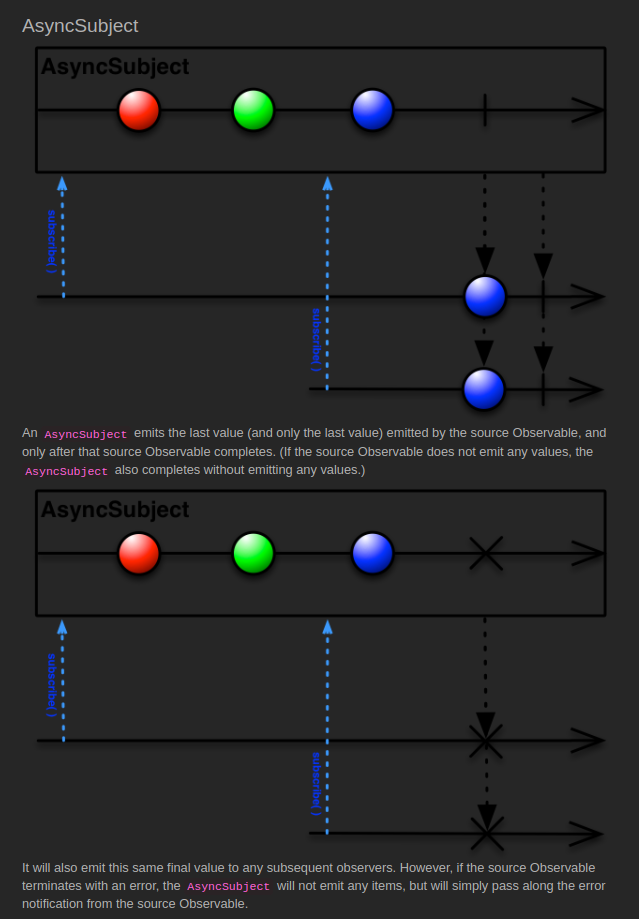 AsyncSubject
AsyncSubject
subscribe( )
subscribe( )
An AsyncSubject emits the last value (and only the last value) emitted by the source Observable, and
only after that source Observable completes. (If the source Observable does not emit any values, the
AsyncSubject also completes without emitting any values.)
AsyncSubject
subscribe( )
subscribe( )
It will also emit this same final value to any subsequent observers. However, if the source Observable
terminates with an error, the AsyncSubject will not emit any items, but will simply pass along the error
notification from the source Observable.